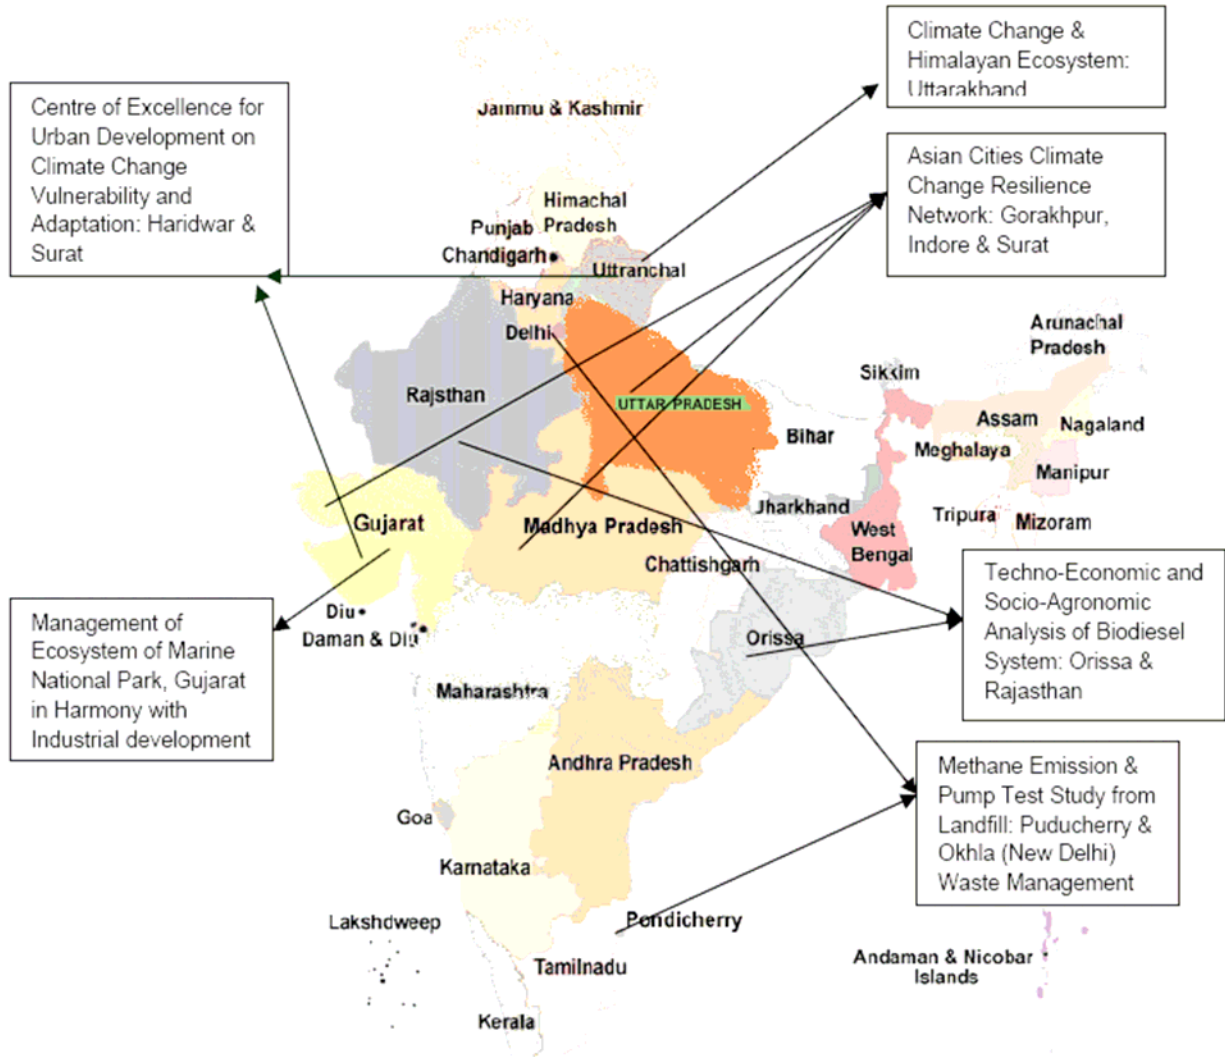 Climate Change &
Himalayan Ecosystem:
Uttarakhand
Centre of Excellence for
Urban Development on
Climate Change
Vulnerability and
Adaptation: Haridwar &
Surat
Asian Cities Climate
Change Resilience
Network: Gorakhpur,
Indore & Surat
Jammu & Kashmir
Himachal
Pradesh
Punjab
Chandigarh
Uttranchal
Haryana
Delhi
Rajsthan
UTTAR PRADESH
Bihar
Sikkim
Arunachal
Pradesh
Assam
Nagaland
Meghalaya
Manipur
Tripura
Mizoram
Jharkhand
West
Bengal
Gujarat
Madhya Pradesh
Chattishgarh
Diu
Daman & Diu
Orissa
Maharashtra
Andhra Pradesh
Goa
Karnataka
Lakshdweep
Pondicherry
Tamilnadu
Kerala
Andaman & Nicobar
Islands
Management of
Ecosystem of Marine
National Park, Gujarat
in Harmony with
Industrial development
Techno-Economic and
Socio-Agronomic
Analysis of Biodiesel
System: Orissa &
Rajasthan
Methane Emission &
Pump Test Study from
Landfill: Puducherry &
Okhla (New Delhi)
Waste Management